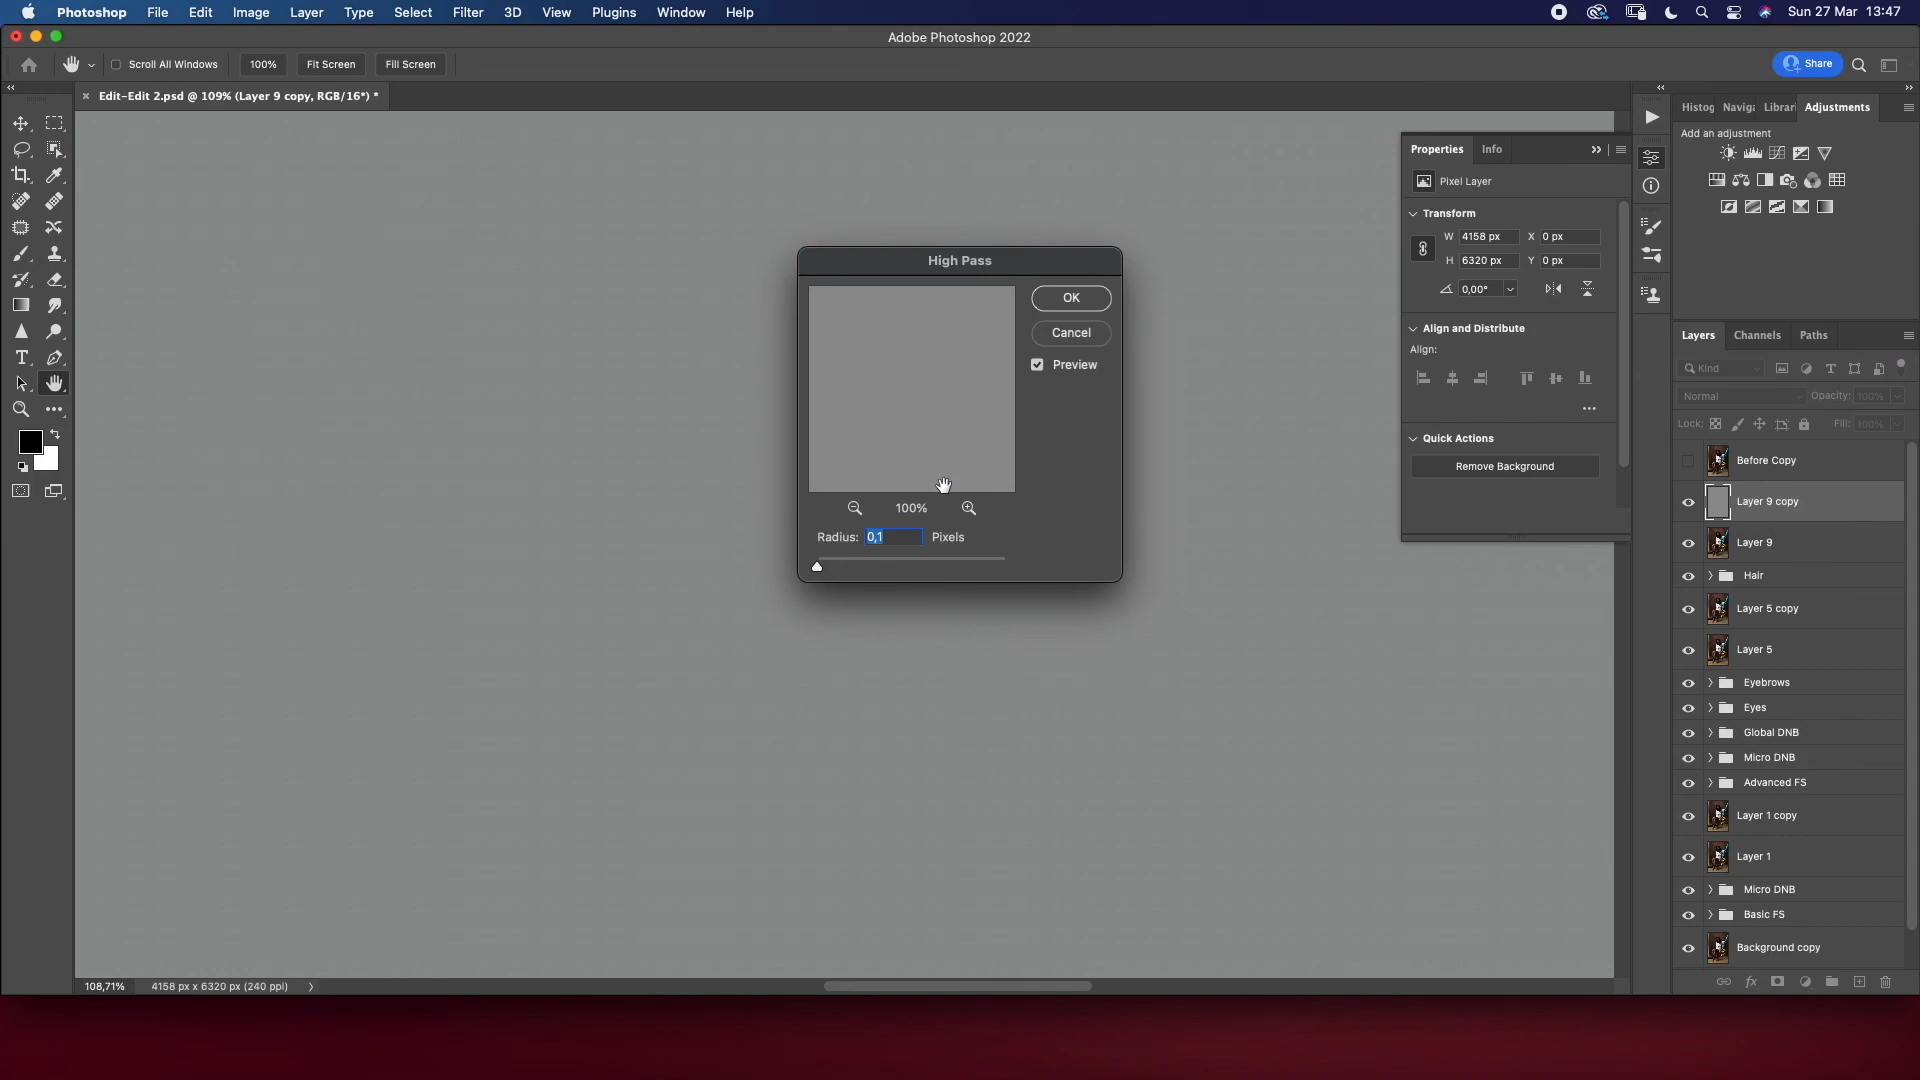 Photoshop File Edit Image Layer Type Select Filter 3D View Plugins Window Help Sun 27 Mar 13:47
Adobe Photoshop 2022
Scroll All Windows 100% Fit Screen Fill Screen Share
Edit-Edit 2.psd @ 109% (Layer 9 copy, RGB/16*) *
Histog Naviga Librari Adjustments
Add an adjustment
Properties Info
Pixel Layer
Transform
W 4158 px X 0 px
H 6320 px Y 0 px
0,00°
Align and Distribute
Align:
Quick Actions
Remove Background
High Pass
OK
Cancel
Preview
100%
Radius: 0,1 Pixels
Layers Channels Paths
Kind
Normal Opacity: 100%
Lock: Fill: 100%
Before Copy
Layer 9 copy
Layer 9
Hair
Layer 5 copy
Layer 5
Eyebrows
Eyes
Global DNB
Micro DNB
Advanced FS
Layer 1 copy
Layer 1
Micro DNB
Basic FS
Background copy
108,71% 4158 px x 6320 px (240 ppi)